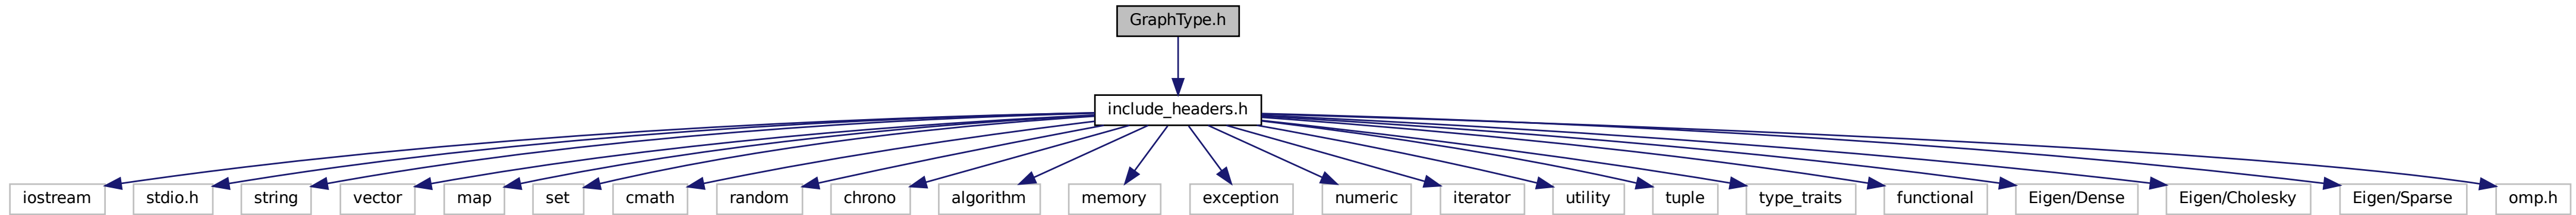 GraphType.h
include_headers.h
iostream
stdio.h
string
vector
map
set
cmath
random
chrono
algorithm
memory
exception
numeric
iterator
utility
tuple
type_traits
functional
Eigen/Dense
Eigen/Cholesky
Eigen/Sparse
omp.h